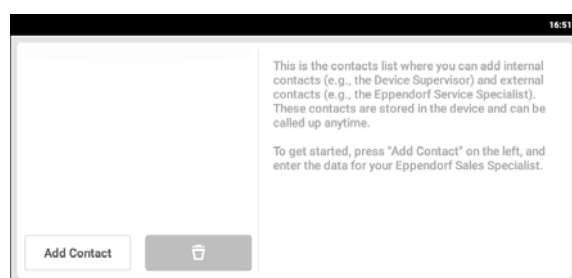 16:51
This is the contacts list where you can add internal
contacts (e.g., the Device Supervisor) and external
contacts (e.g., the Eppendorf Service Specialist).
These contacts are stored in the device and can be
called up anytime.
To get started, press "Add Contact" on the left, and
enter the data for your Eppendorf Sales Specialist.
Add Contact